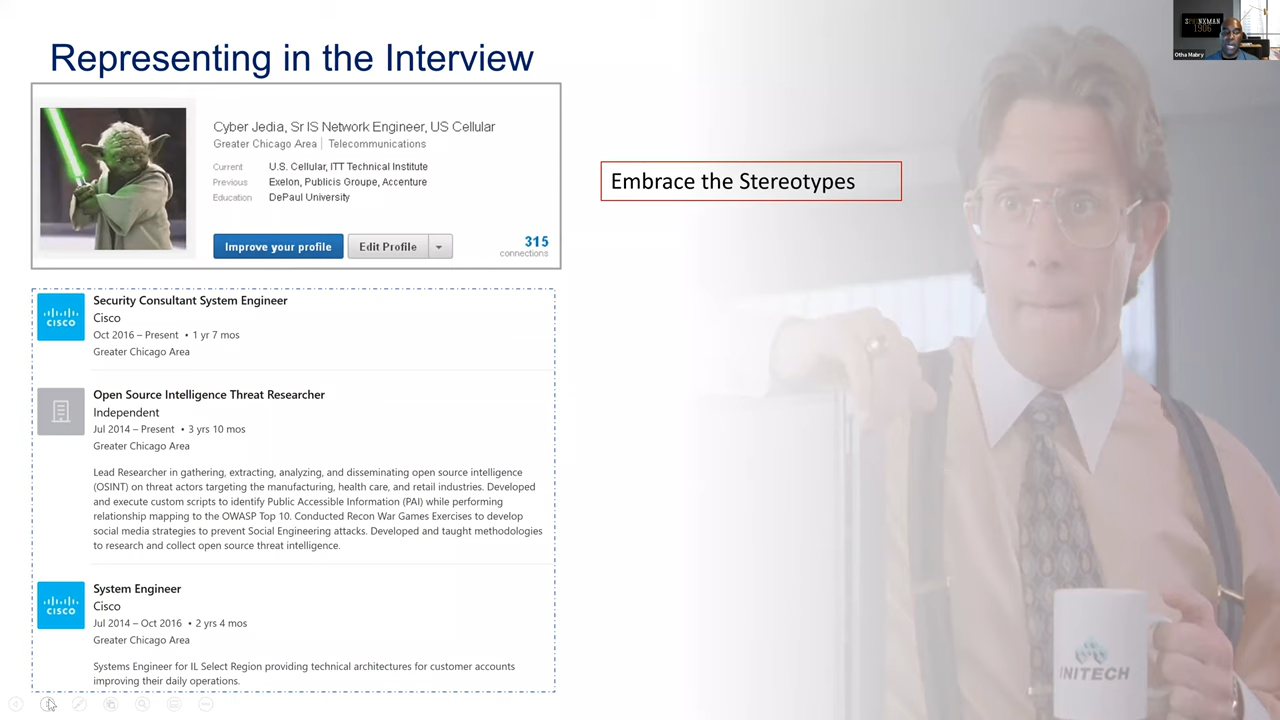 Representing in the Interview
Cyber Jedia, Sr IS Network Engineer, US Cellular
Greater Chicago Area | Telecommunications
Current U.S. Cellular, ITT Technical Institute
Previous Exelon, Publicis Groupe, Accenture
Education DePaul University
Improve your profile
Edit Profile
315
connections
Embrace the Stereotypes
CISCO
Security Consultant System Engineer
Cisco
Oct 2016 – Present • 1 yr 7 mos
Greater Chicago Area
Open Source Intelligence Threat Researcher
Independent
Jul 2014 – Present • 3 yrs 10 mos
Greater Chicago Area
Lead Researcher in gathering, extracting, analyzing, and disseminating open source intelligence
(OSINT) on threat actors targeting the manufacturing, health care, and retail industries. Developed
and execute custom scripts to identify Public Accessible Information (PAI) while performing
relationship mapping to the OWASP Top 10. Conducted Recon War Games Exercises to develop
social media strategies to prevent Social Engineering attacks. Developed and taught methodologies
to research and collect open source threat intelligence.
CISCO
System Engineer
Cisco
Jul 2014 – Oct 2016 • 2 yrs 4 mos
Greater Chicago Area
Systems Engineer for IL Select Region providing technical architectures for customer accounts
improving their daily operations.
INITECH
1906
Otha Mabry